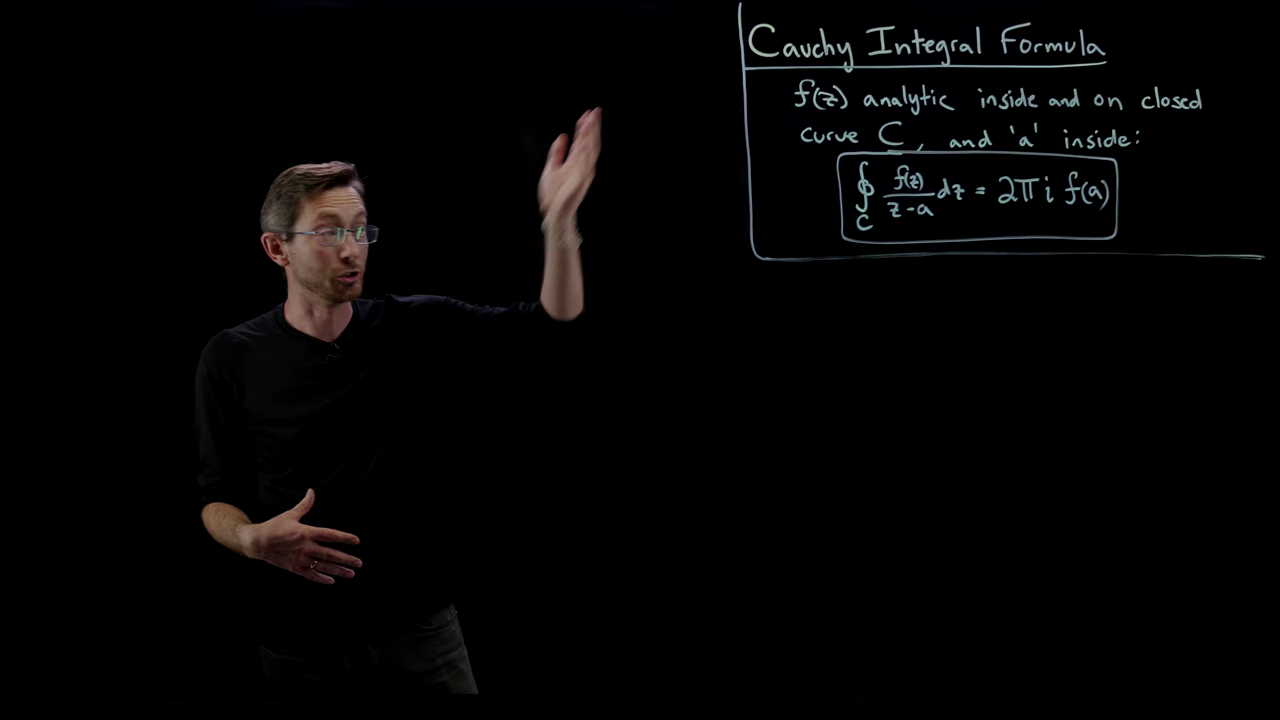 Cauchy Integral Formula
f(z) analytic inside and on closed
curve C, and 'a' inside:
∮_C f(z)/(z-a) dz = 2πi f(a)